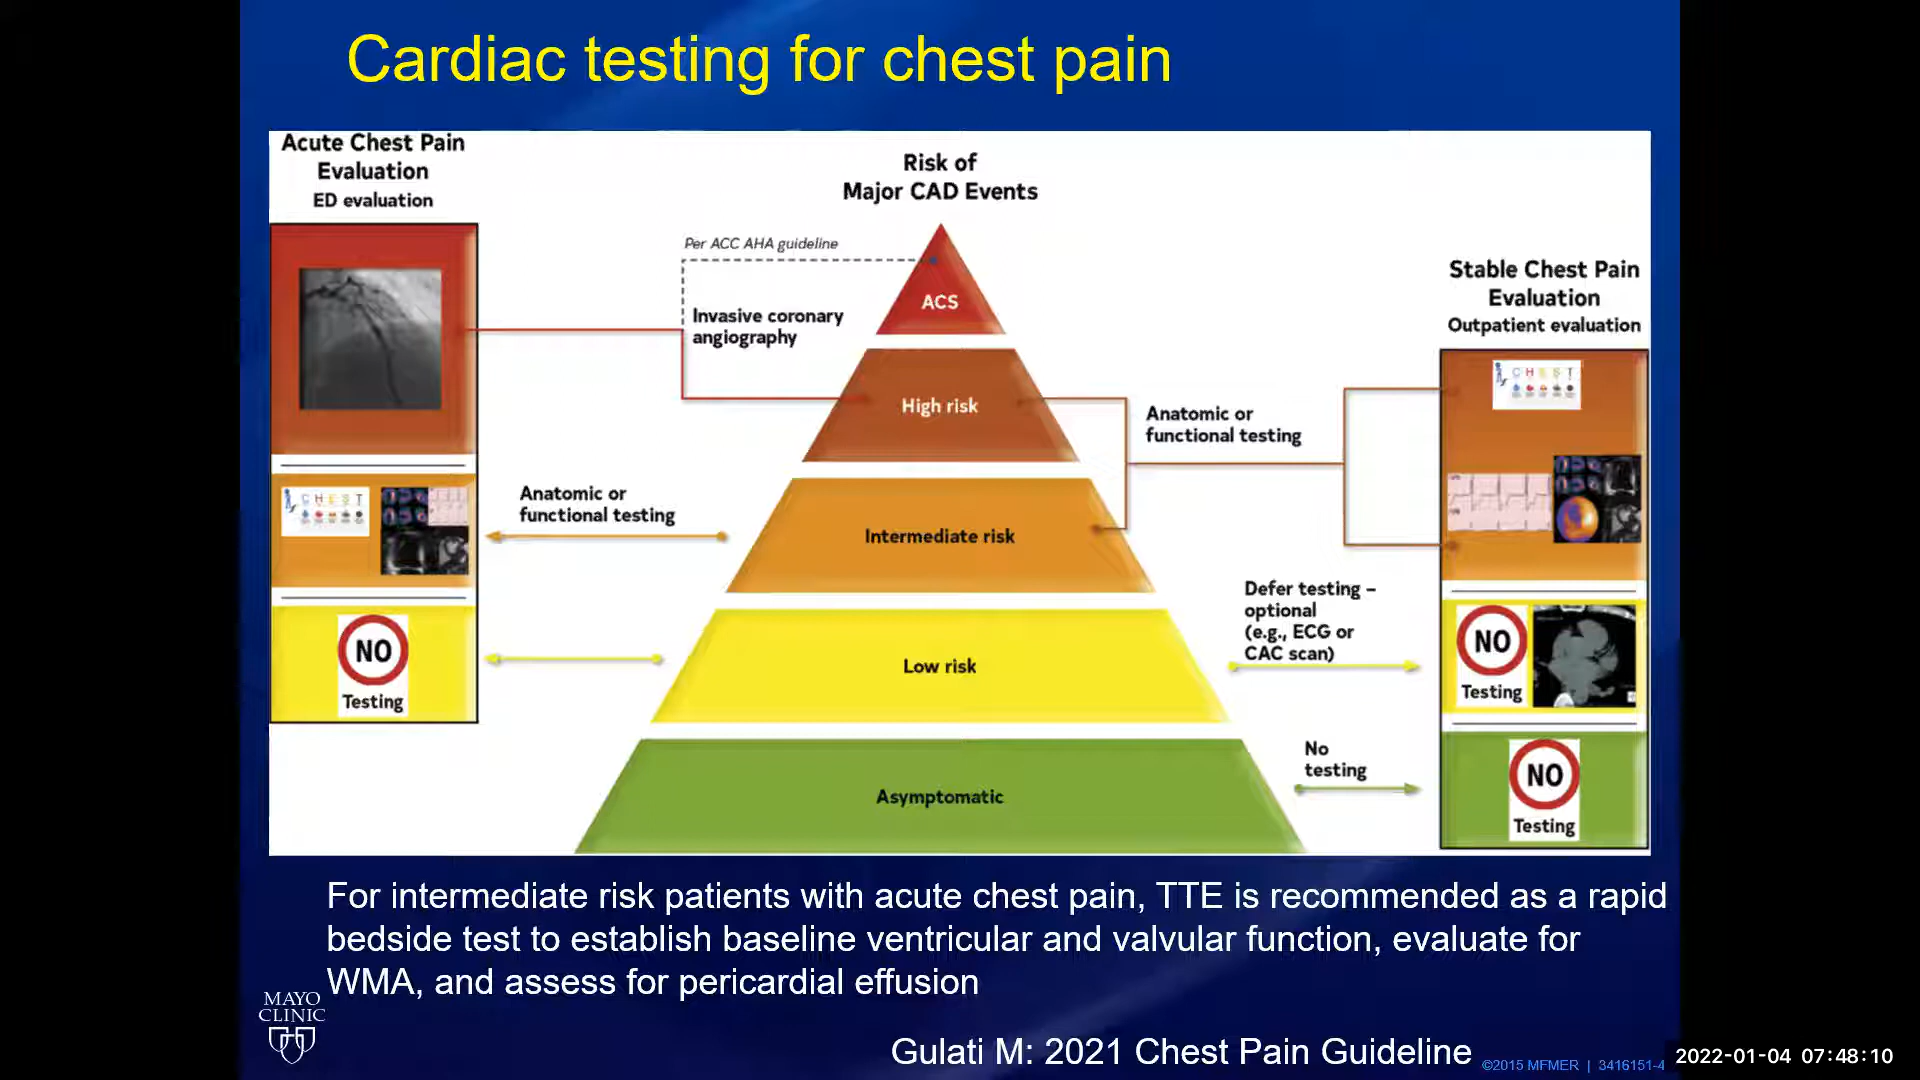 Cardiac testing for chest pain
Acute Chest Pain
Evaluation
ED evaluation
Risk of
Major CAD Events
Per ACC AHA guideline
Invasive coronary
angiography
ACS
High risk
Anatomic or
functional testing
Stable Chest Pain
Evaluation
Outpatient evaluation
CHEST
CHEST
Anatomic or
functional testing
Intermediate risk
Defer testing –
optional
(e.g., ECG or
CAC scan)
NO
Testing
Low risk
NO
Testing
No
testing
Asymptomatic
NO
Testing
For intermediate risk patients with acute chest pain, TTE is recommended as a rapid
bedside test to establish baseline ventricular and valvular function, evaluate for
WMA, and assess for pericardial effusion
MAYO
CLINIC
Gulati M: 2021 Chest Pain Guideline
©2015 MFMER | 3416151-4
2022-01-04 07:48:10